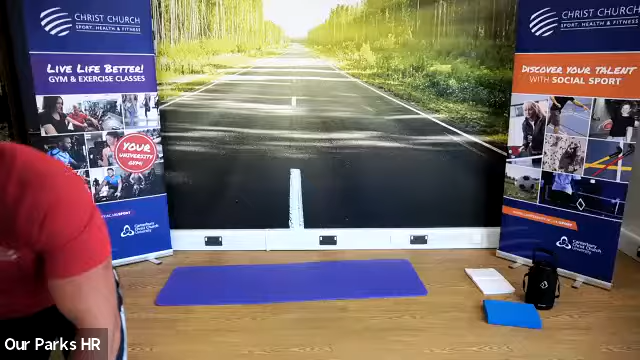 CHRIST CHURCH
SPORT, HEALTH & FITNESS
LIVE LIFE BETTER!
GYM & EXERCISE CLASSES
YOUR
UNIVERSITY
GYM!
Canterbury
Christ Church
University
CHRIST CHURCH
SPORT, HEALTH & FITNESS
DISCOVER YOUR TALENT
WITH SOCIAL SPORT
Canterbury
Christ Church
University
Our Parks HR